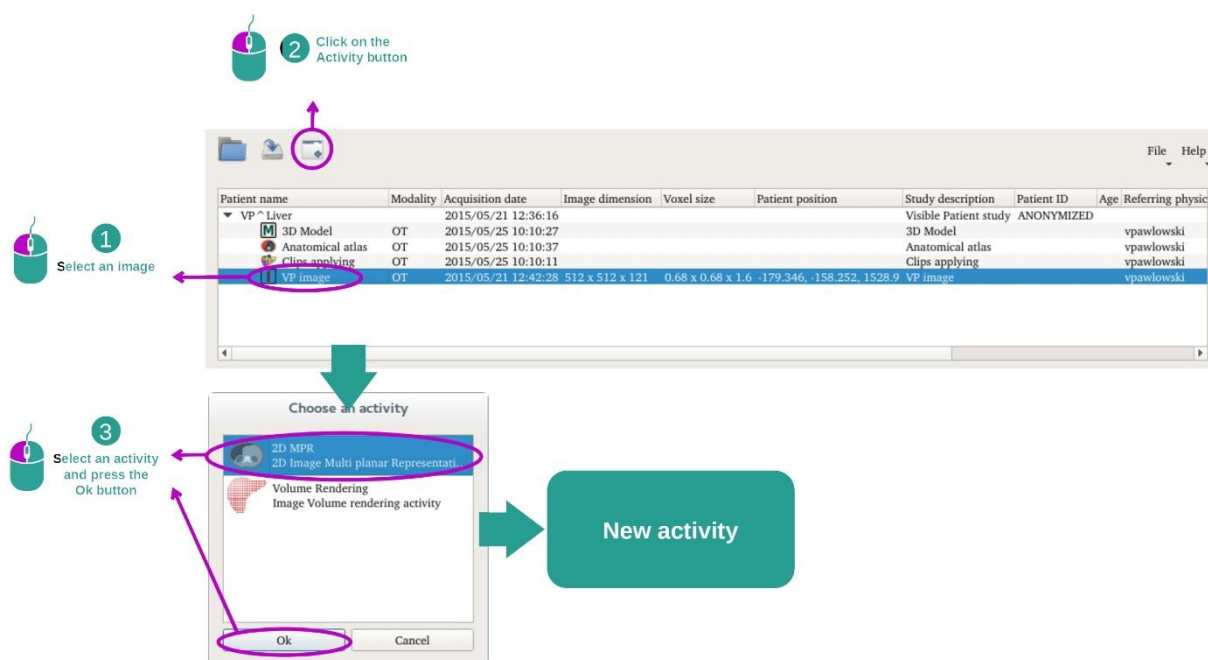 2 Click on the
Activity button
File Help
Patient name Modality Acquisition date Image dimension Voxel size Patient position Study description Patient ID Age Referring physic
VP^Liver 2015/05/21 12:36:16 Visible Patient study ANONYMIZED
M 3D Model OT 2015/05/25 10:10:27 3D Model vpawlowski
Anatomical atlas OT 2015/05/25 10:10:37 Anatomical atlas vpawlowski
Clips applying OT 2015/05/25 10:10:11 Clips applying vpawlowski
I VP image OT 2015/05/21 12:42:28 512 x 512 x 121 0.68 x 0.68 x 1.6 -179.346, -158.252, 1528.9 VP image vpawlowski
1
Select an image
Choose an activity
2D MPR
2D Image Multi planar Representati..
Volume Rendering
Image Volume rendering activity
Ok Cancel
3
Select an activity
and press the
Ok button
New activity